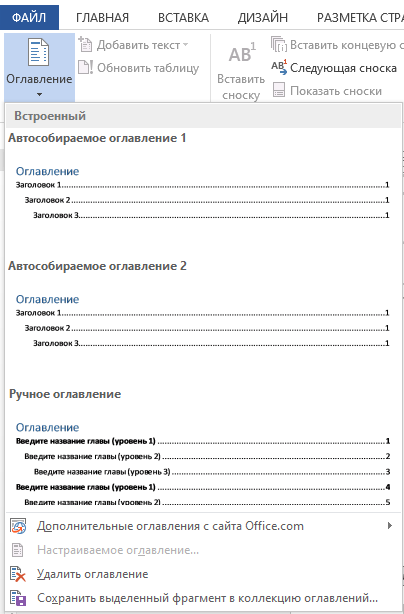 ФАЙЛ ГЛАВНАЯ ВСТАВКА ДИЗАЙН РАЗМЕТКА СТРА
Оглавление
Добавить текст
Обновить таблицу
AB¹
Вставить
сноску
Вставить концевую с
AB Следующая сноска
Показать сноски
Встроенный
Автособираемое оглавление 1
Оглавление
Заголовок 1.....1
Заголовок 2.....1
Заголовок 3.....1
Автособираемое оглавление 2
Оглавление
Заголовок 1.....1
Заголовок 2.....1
Заголовок 3.....1
Ручное оглавление
Оглавление
Введите название главы (уровень 1).....1
Введите название главы (уровень 2).....2
Введите название главы (уровень 3).....3
Введите название главы (уровень 1).....4
Введите название главы (уровень 2).....5
Дополнительные оглавления с сайта Office.com
Настраиваемое оглавление...
Удалить оглавление
Сохранить выделенный фрагмент в коллекцию оглавлений...